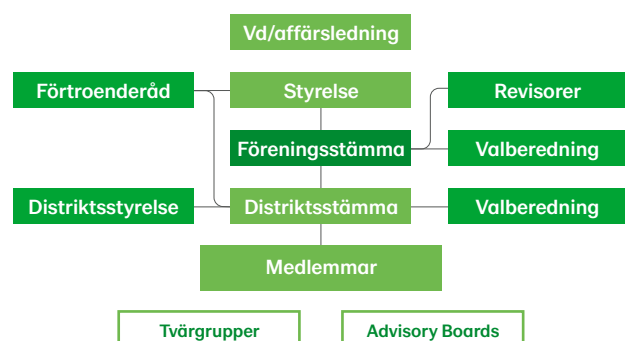 Vd/affärsledning
Förtroenderåd
Styrelse
Revisorer
Föreningsstämma
Valberedning
Distriktsstyrelse
Distriktsstämma
Valberedning
Medlemmar
Tvärgrupper
Advisory Boards